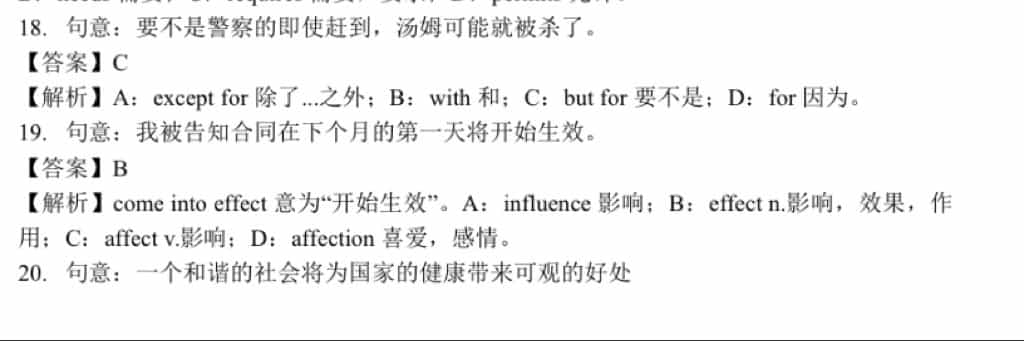 18. 句意：要不是警察的即使赶到，汤姆可能就被杀了。
【答案】C
【解析】A：except for 除了...之外；B：with 和；C：but for 要不是；D：for 因为。
19. 句意：我被告知合同在下个月的第一天将开始生效。
【答案】B
【解析】come into effect 意为“开始生效”。A：influence 影响；B：effect n.影响，效果，作
用；C：affect v.影响；D：affection 喜爱，感情。
20. 句意：一个和谐的社会将为国家的健康带来可观的好处